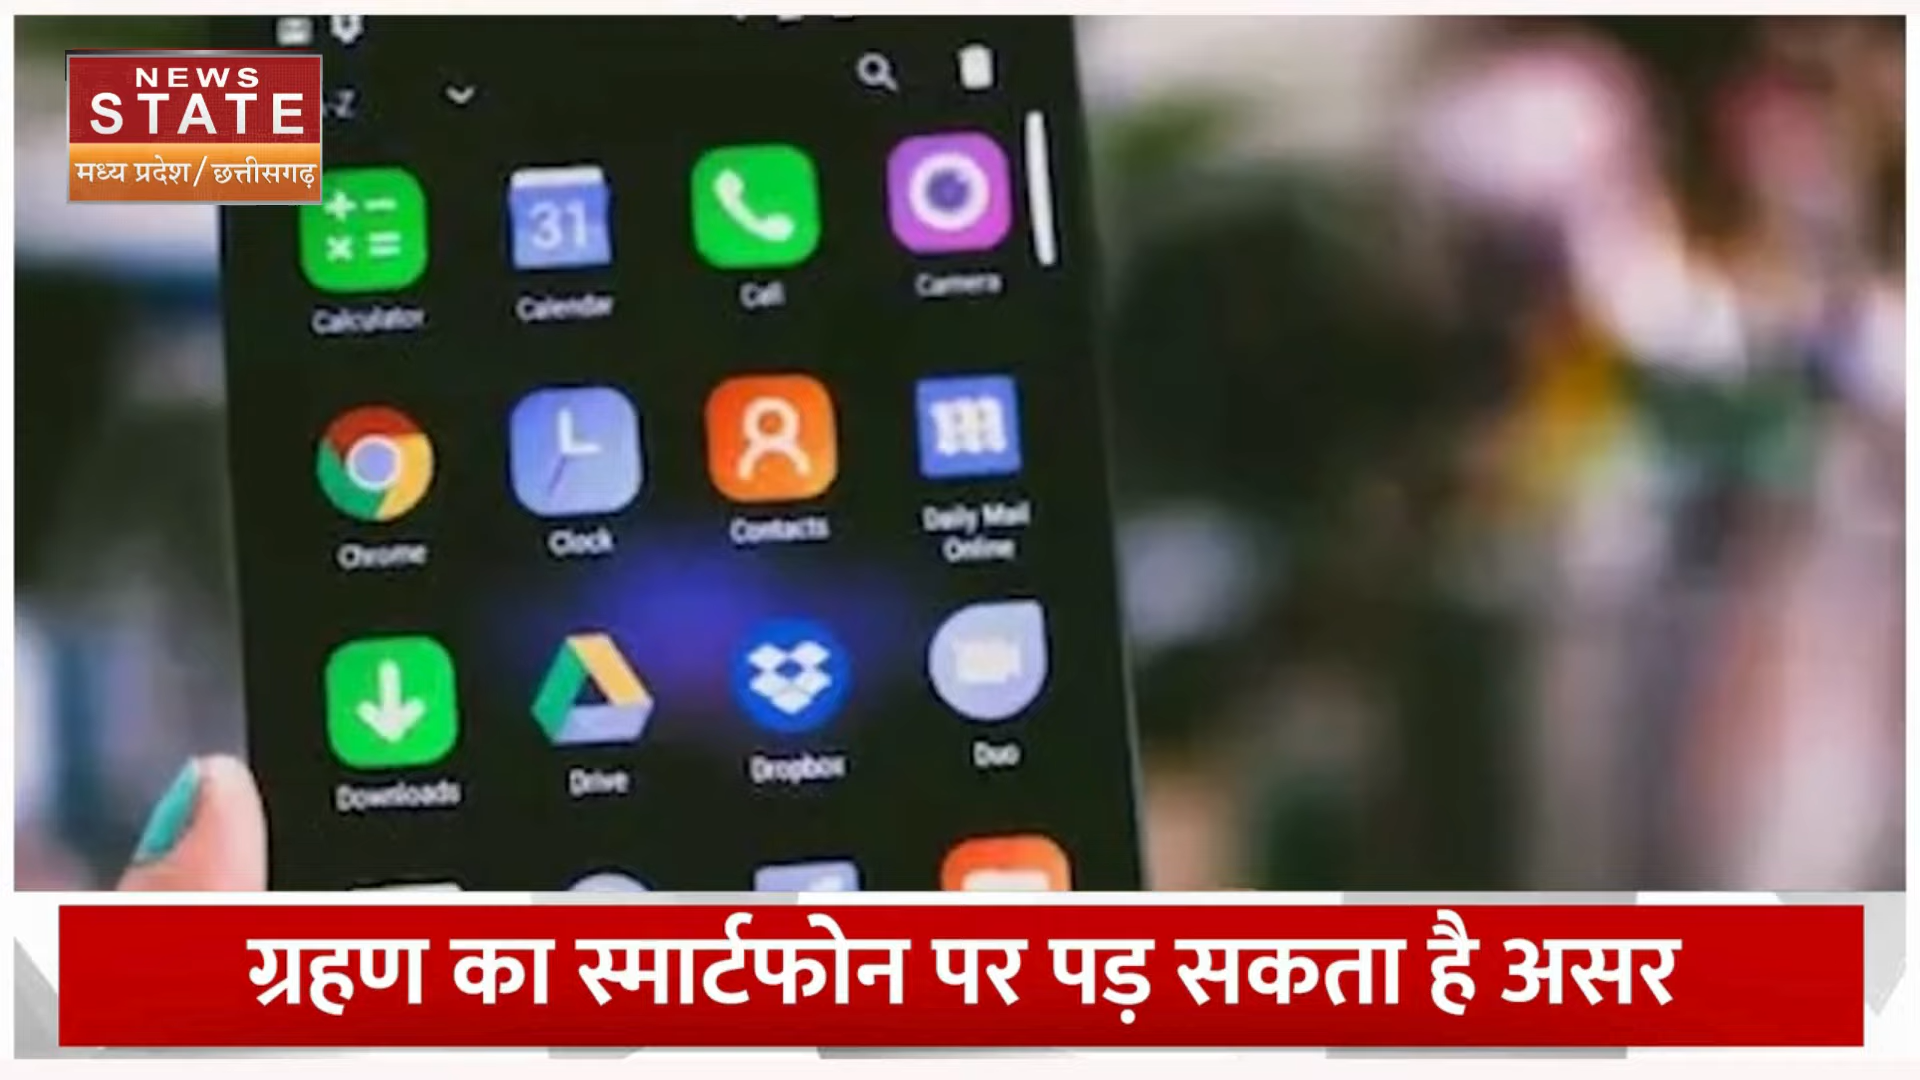 NEWS
STATE
मध्य प्रदेश/छत्तीसगढ़
-Z
31
Calculator
Calendar
Call
Camera
Chrome
Clock
Contacts
Daily Mail
Online
Downloads
Drive
Dropbox
Duo
ग्रहण का स्मार्टफोन पर पड़ सकता है असर